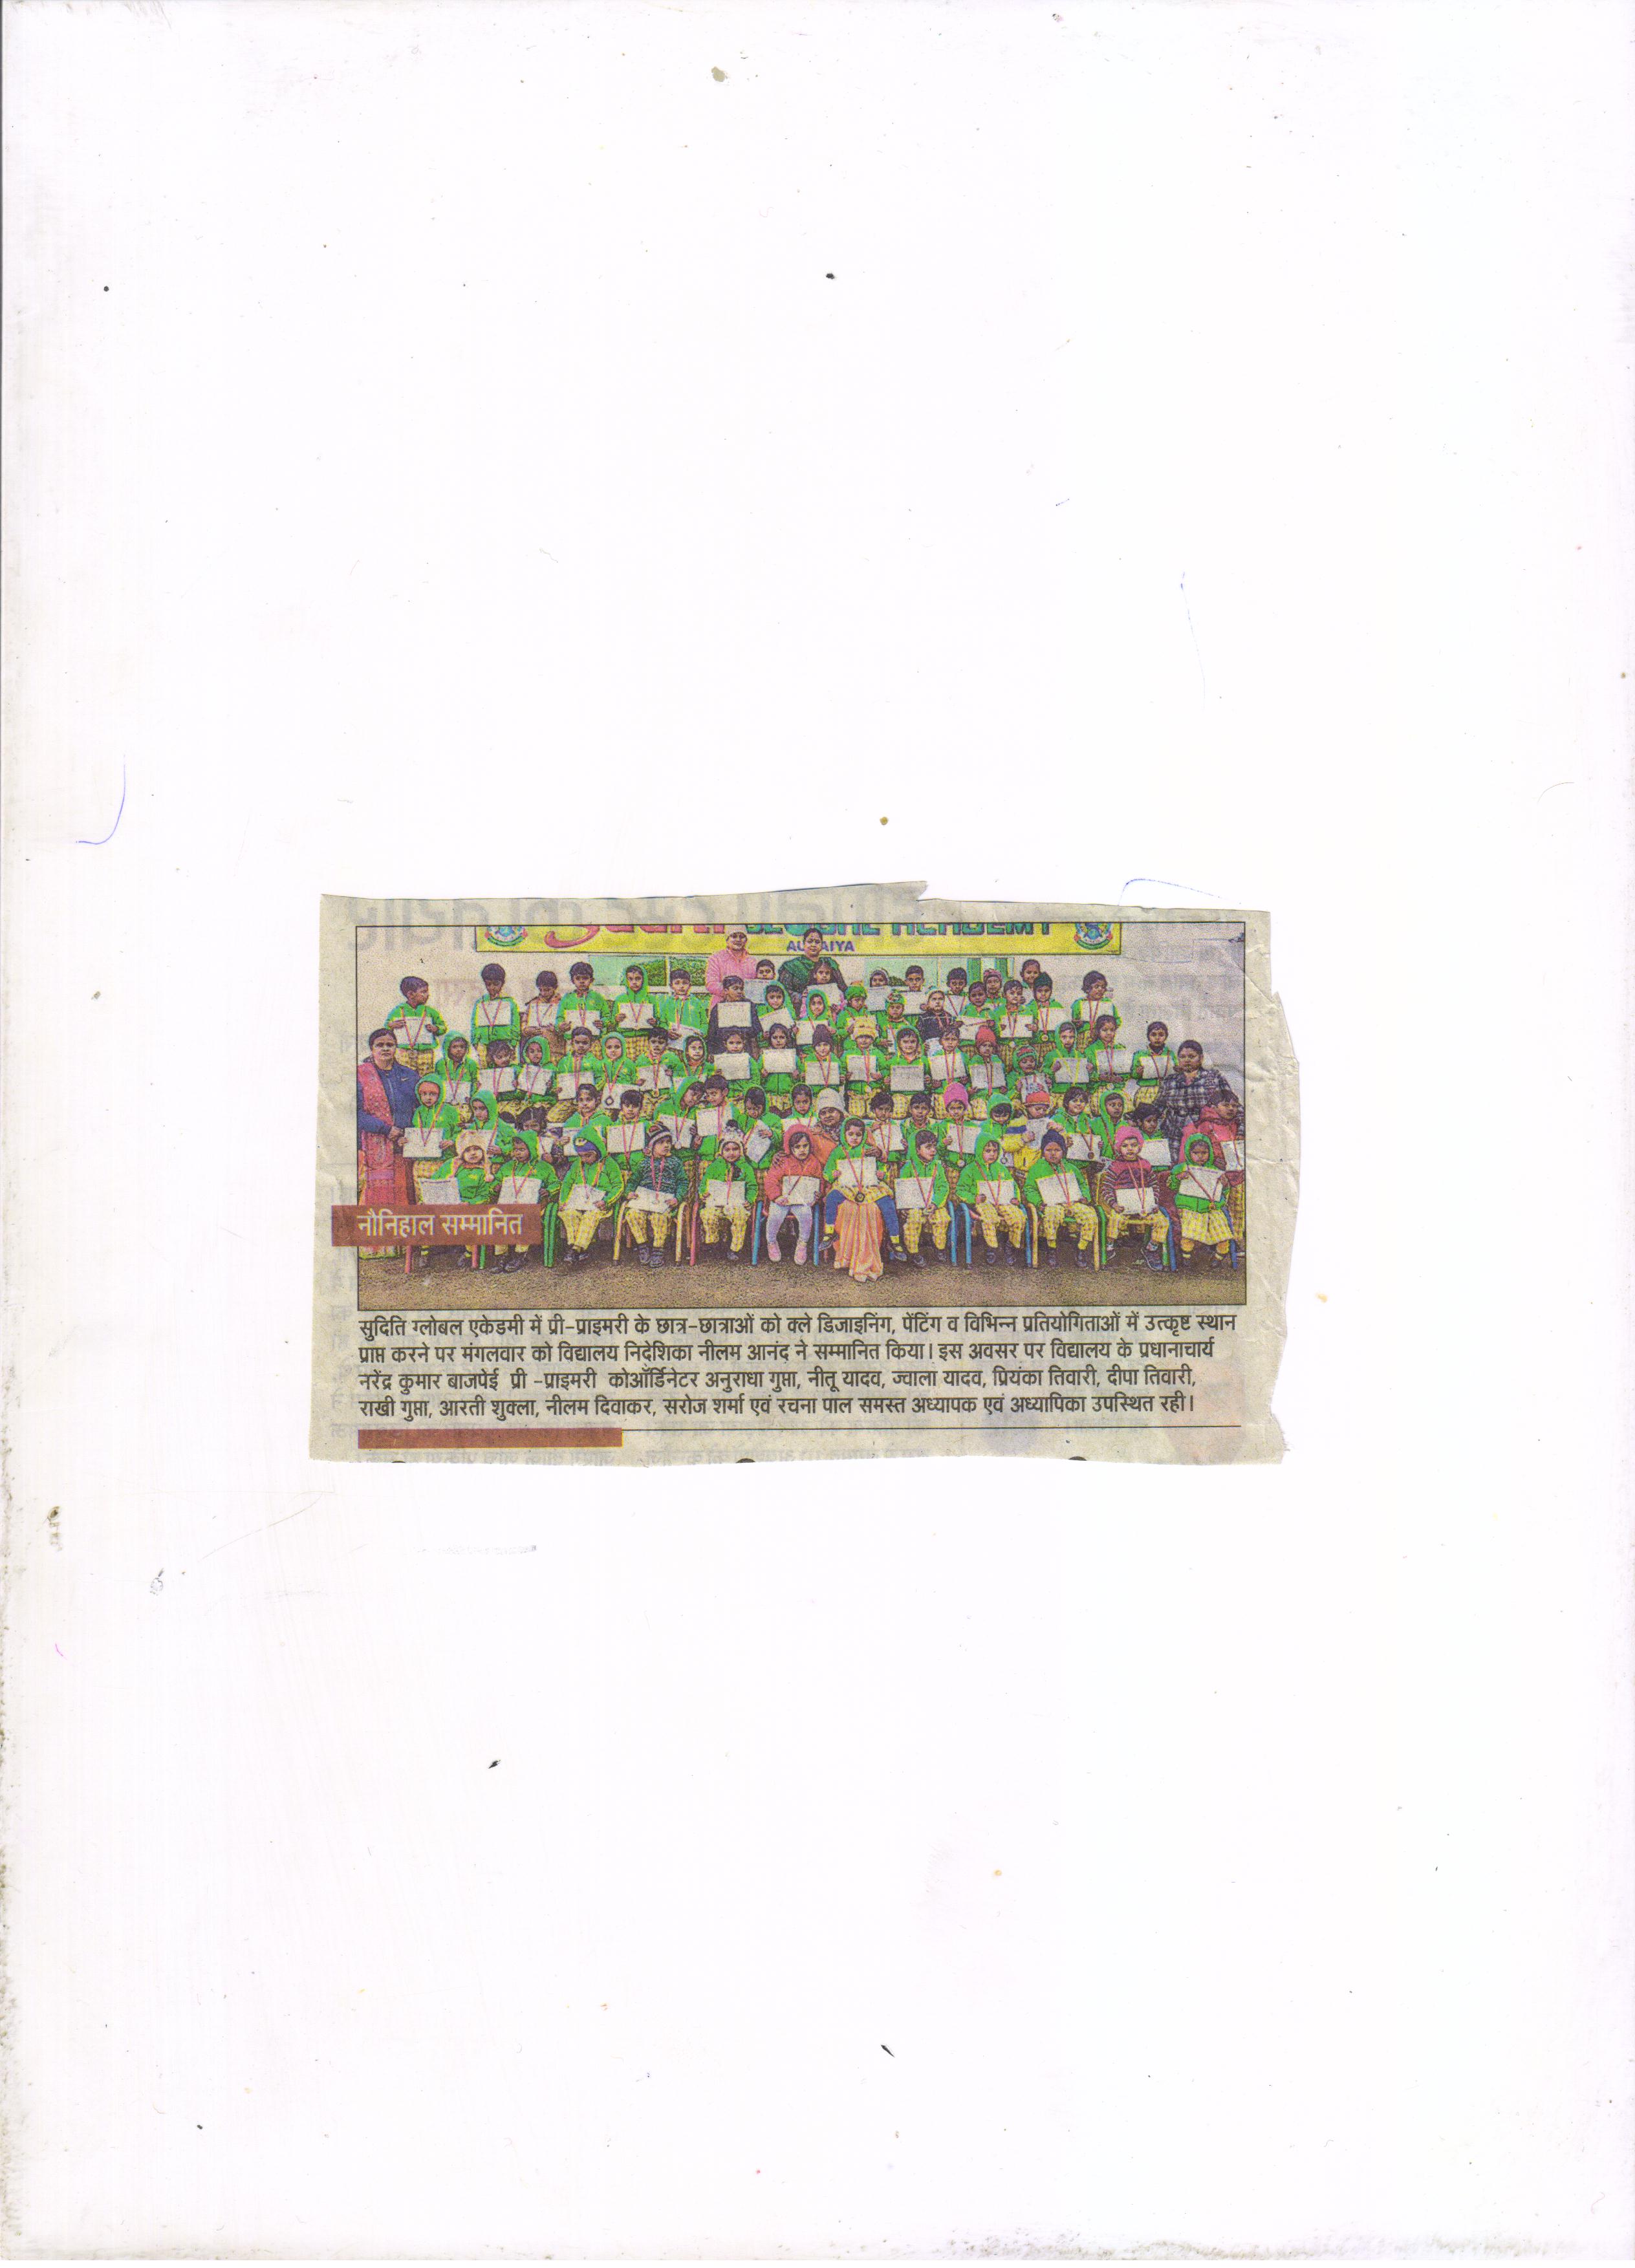 GLOBAL ACADEMY
नौनिहाल सम्मानित
सुदिति ग्लोबल एकेडमी में प्री-प्राइमरी के छात्र-छात्राओं को क्ले डिजाइनिंग, पेंटिंग व विभिन्न प्रतियोगिताओं में उत्कृष्ट स्थान
प्राप्त करने पर मंगलवार को विद्यालय निदेशिका नीलम आनंद ने सम्मानित किया। इस अवसर पर विद्यालय के प्रधानाचार्य
नरेंद्र कुमार बाजपेई प्री -प्राइमरी कोऑर्डिनेटर अनुराधा गुप्ता, नीतू यादव, ज्वाला यादव, प्रियंका तिवारी, दीपा तिवारी,
राखी गुप्ता, आरती शुक्ला, नीलम दिवाकर, सरोज शर्मा एवं रचना पाल समस्त अध्यापक एवं अध्यापिका उपस्थित रही।